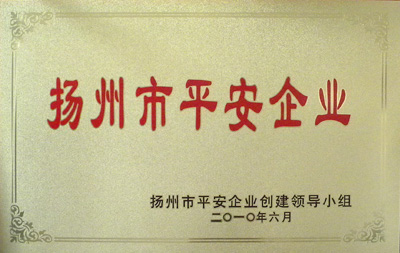 扬州市平安企业
扬州市平安企业创建领导小组
二〇一〇年六月